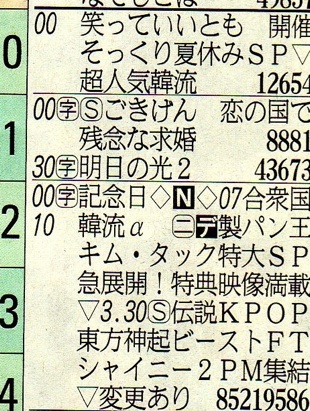 0
00 笑っていいとも 開催
そっくり夏休みＳＰ▽
超人気韓流 12654
1
00字Ⓢごきげん 恋の国で
残念な求婚 8881
30字明日の光２ 43673
2
00字記念日◇N◇07合衆国
10 韓流α 二デ製パン王
キム・タック特大ＳＰ
3
急展開！特典映像満載
▽3.30Ⓢ伝説ＫＰＯＰ
東方神起ビーストＦＴ
4
シャイニー２ＰＭ集結
▽変更あり 85219586